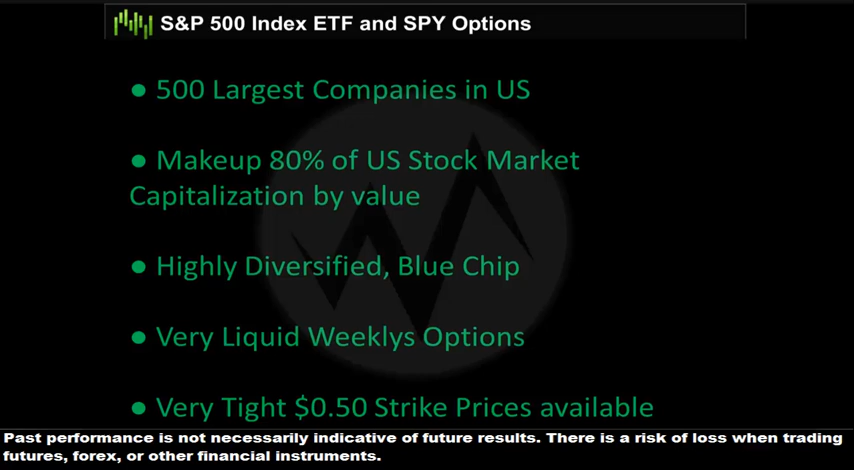 S&P 500 Index ETF and SPY Options
● 500 Largest Companies in US
● Makeup 80% of US Stock Market
Capitalization by value
● Highly Diversified, Blue Chip
● Very Liquid Weeklys Options
● Very Tight $0.50 Strike Prices available
Past performance is not necessarily indicative of future results. There is a risk of loss when trading
futures, forex, or other financial instruments.